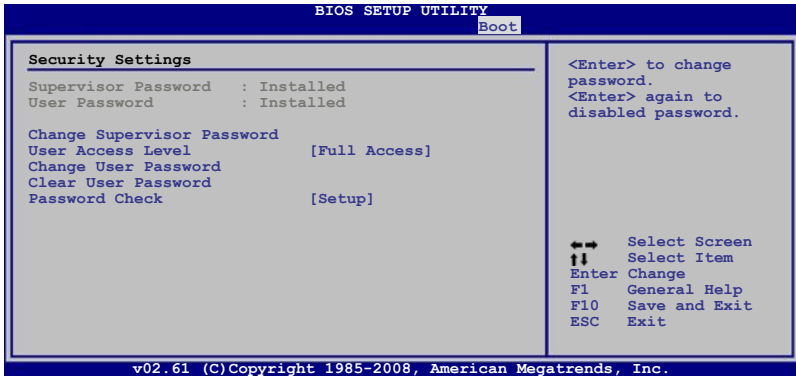 BIOS SETUP UTILITY
Boot
Security Settings
Supervisor Password : Installed
User Password : Installed
Change Supervisor Password
User Access Level [Full Access]
Change User Password
Clear User Password
Password Check [Setup]
<Enter> to change
password.
<Enter> again to
disabled password.
Select Screen
Select Item
Enter Change
F1 General Help
F10 Save and Exit
ESC Exit
v02.61 (C)Copyright 1985-2008, American Megatrends, Inc.